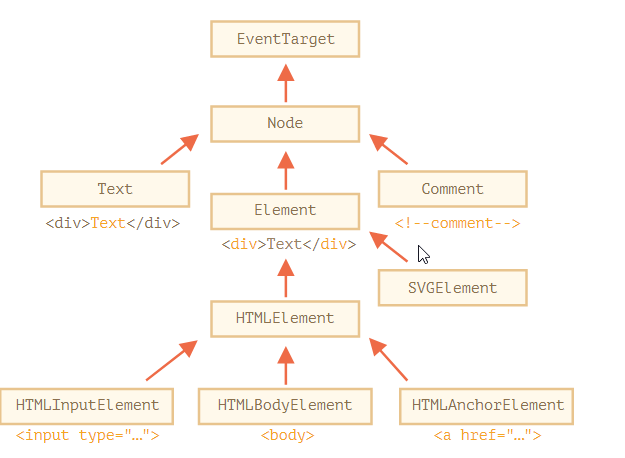 EventTarget
Node
Text
Comment
<div>Text</div>
Element
<!--comment-->
<div>Text</div>
SVGElement
HTMLElement
HTMLInputElement
HTMLBodyElement
HTMLAnchorElement
<input type="…">
<body>
<a href="…">